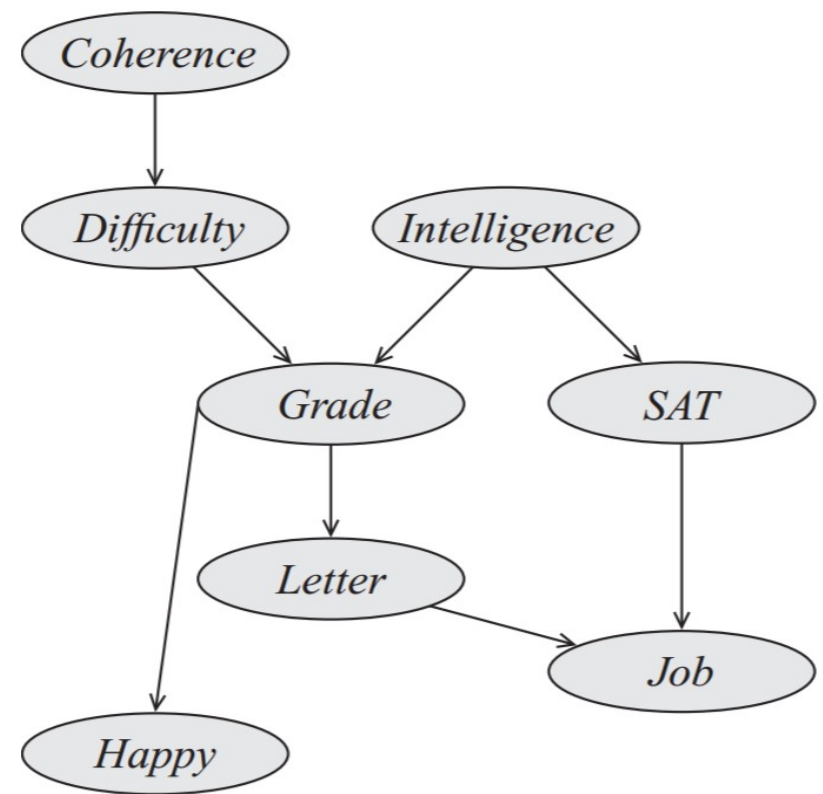 Coherence
Difficulty
Intelligence
Grade
SAT
Letter
Job
Happy